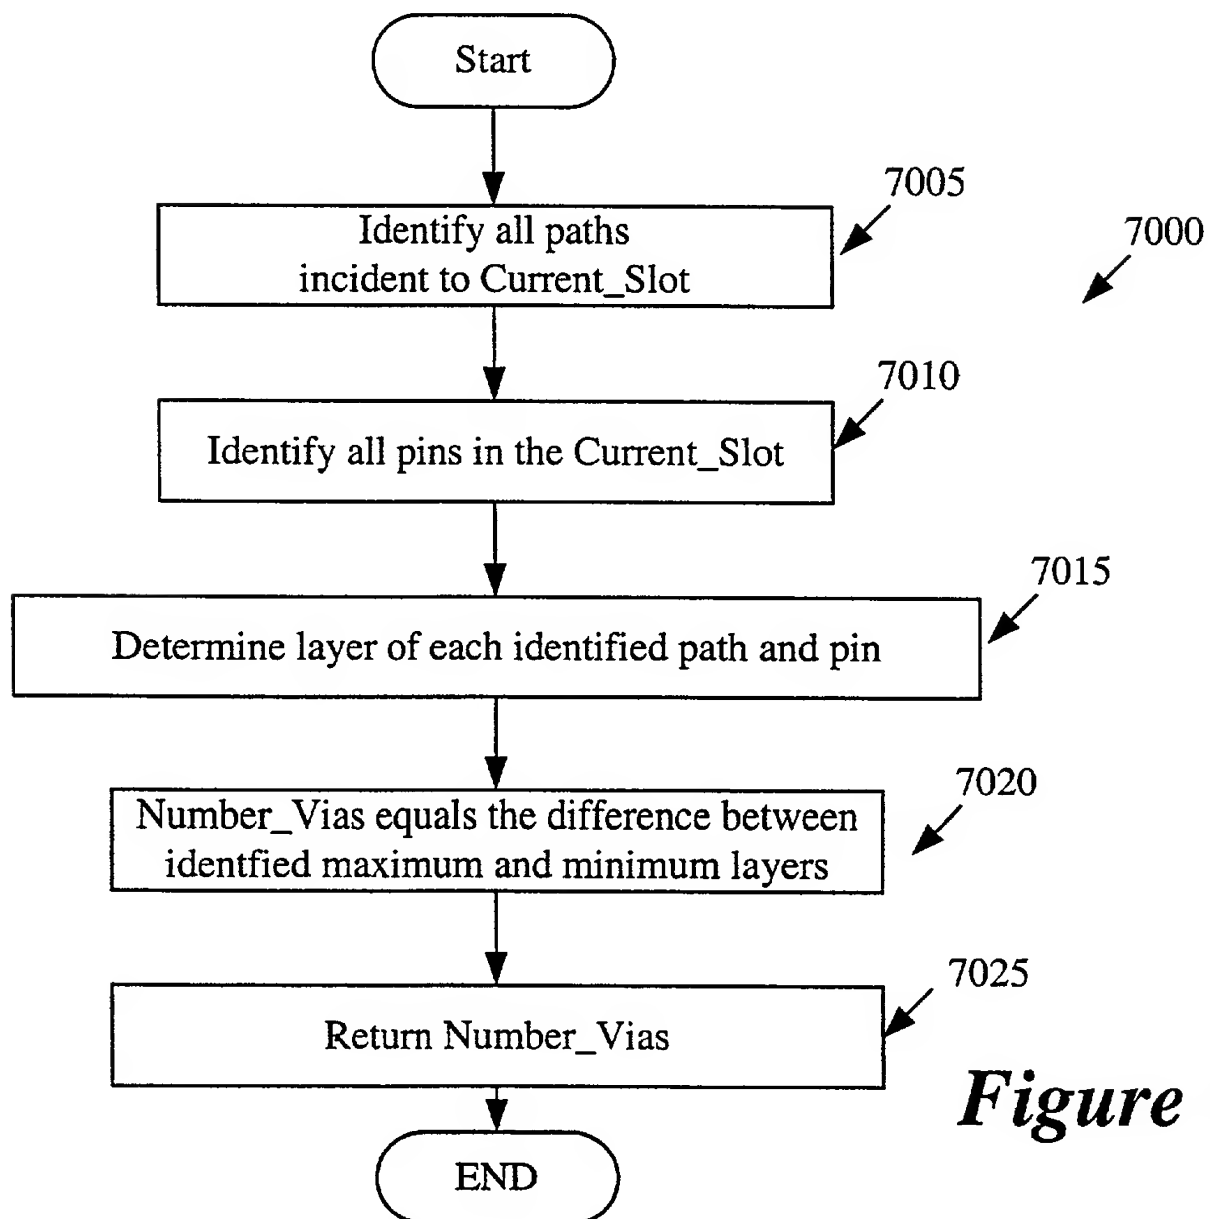 Start
7005
Identify all paths
incident to Current_Slot
7000
7010
Identify all pins in the Current_Slot
7015
Determine layer of each identified path and pin
7020
Number_Vias equals the difference between
identfied maximum and minimum layers
7025
Return Number_Vias
Figure
END